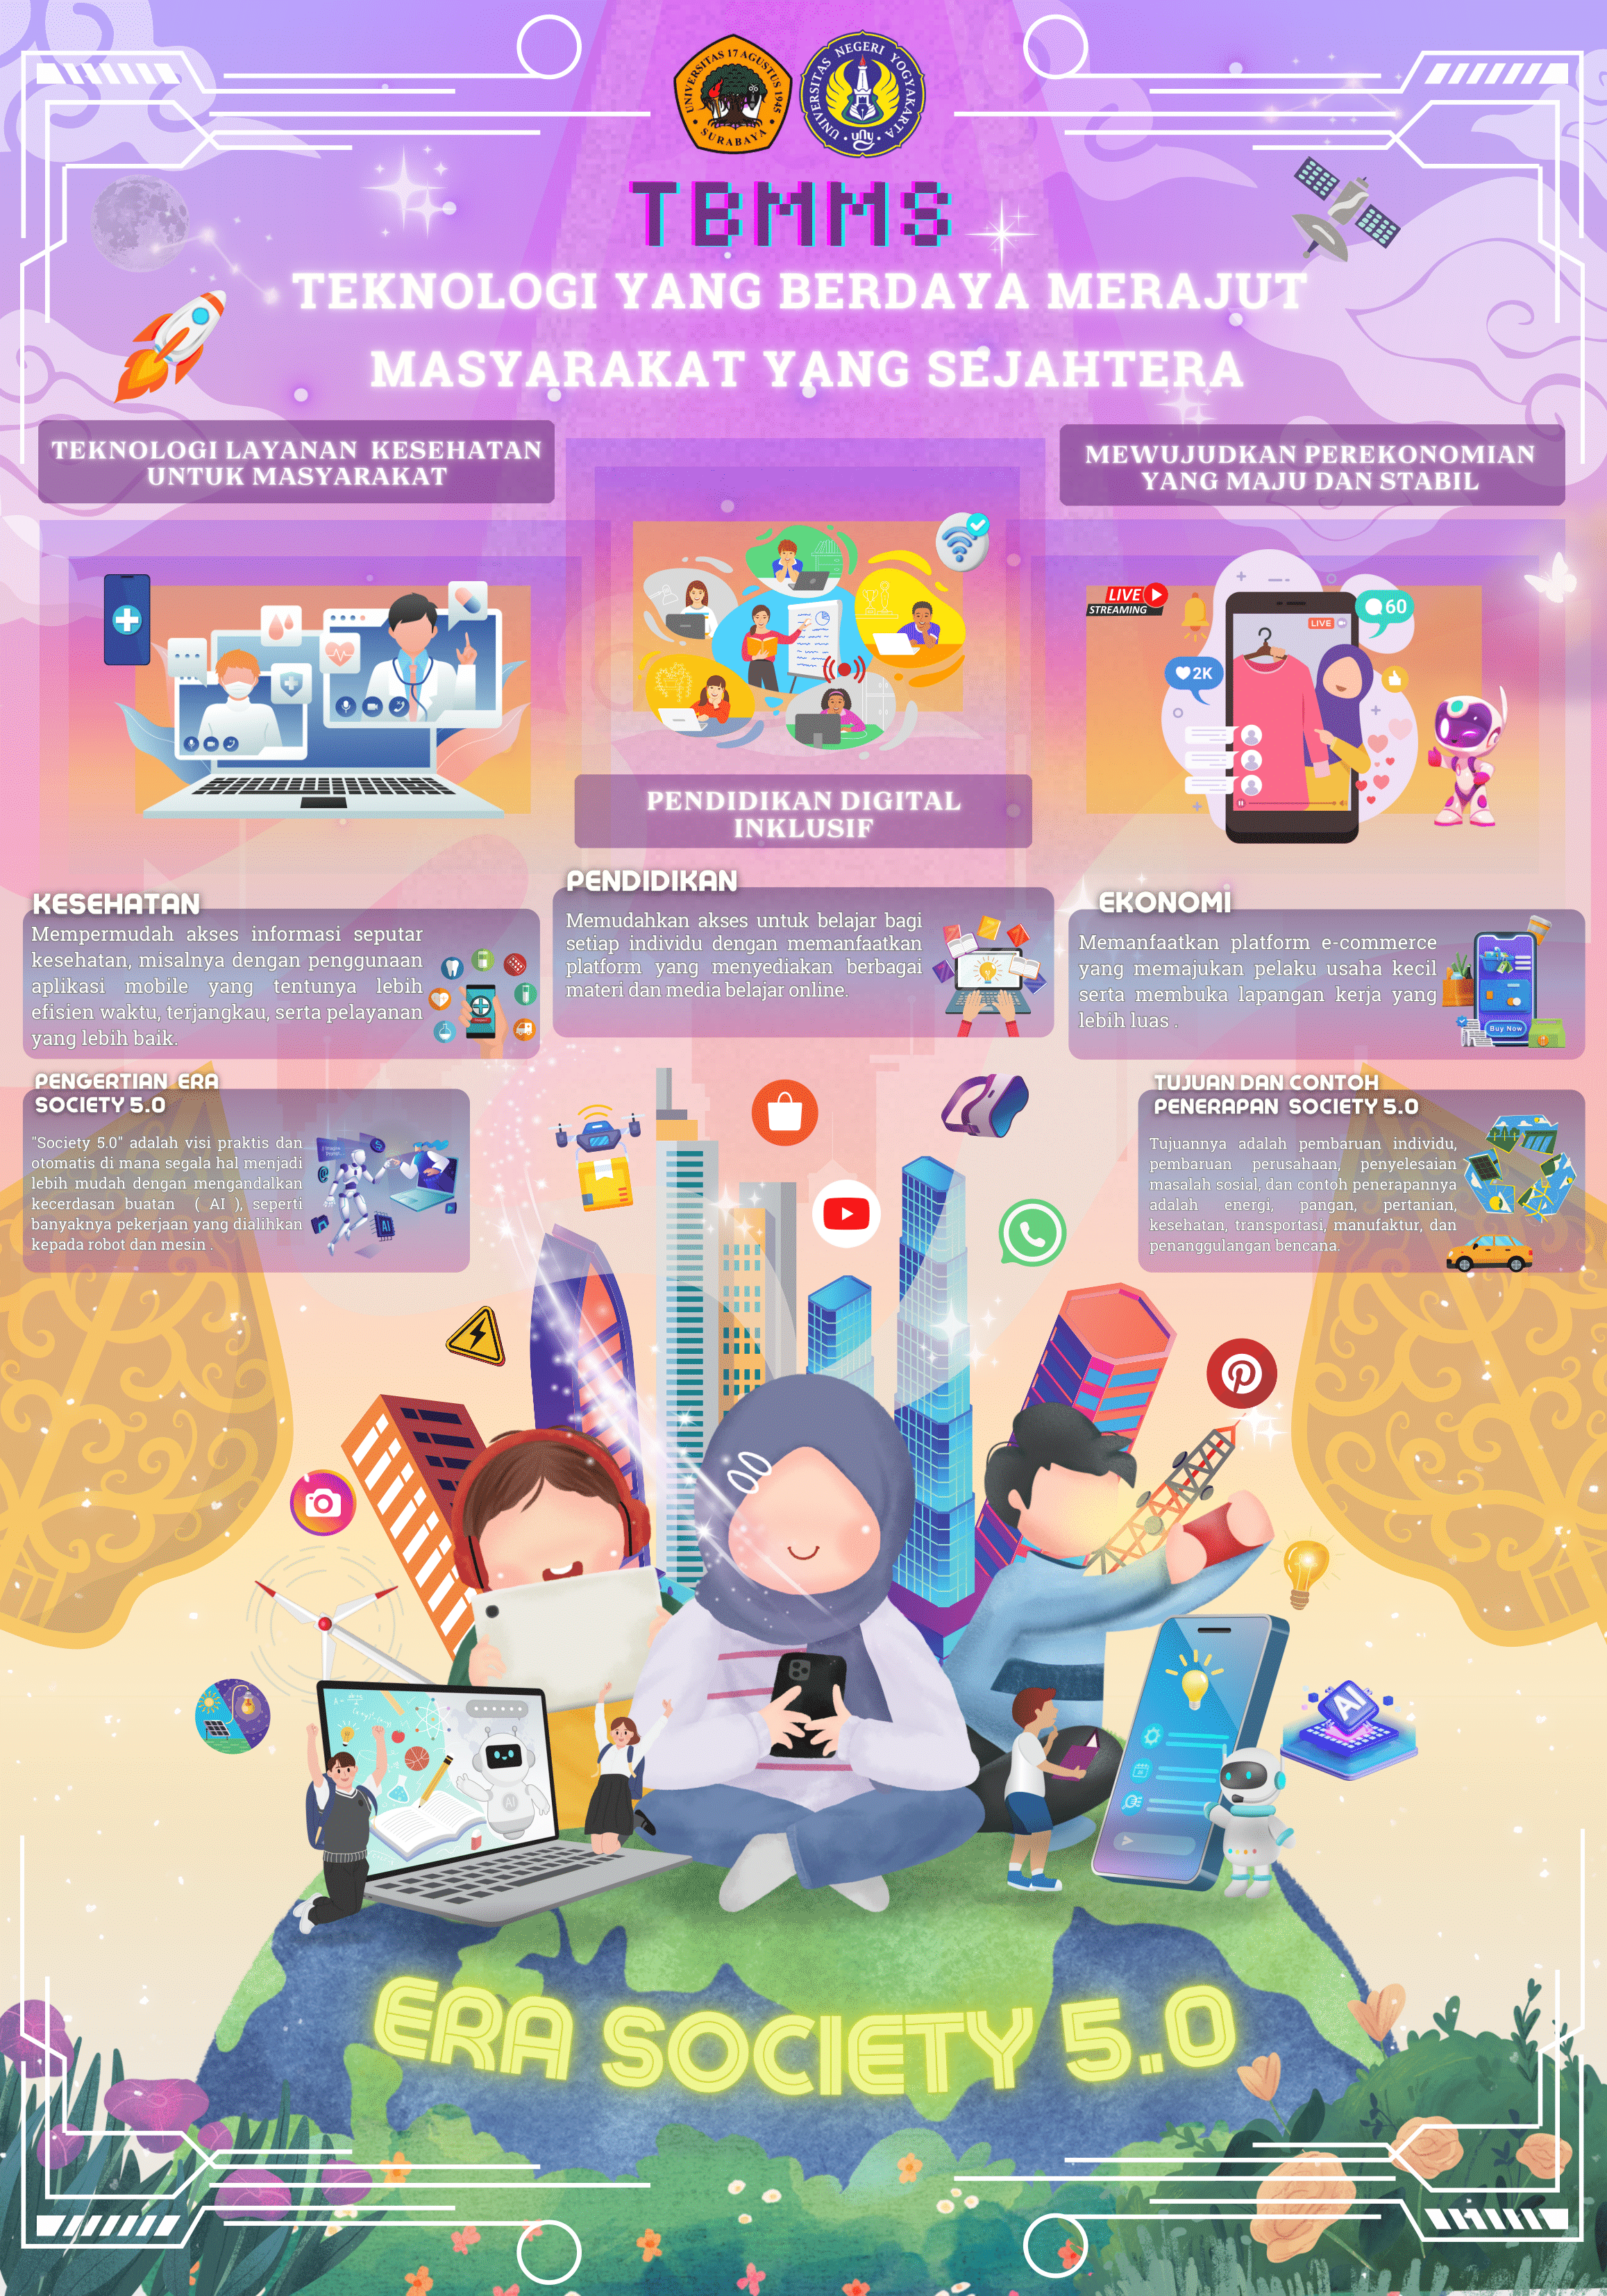 UNIVERSITAS 17 AGUSTUS 1945
SURABAYA
UNIVERSITAS NEGERI YOGYAKARTA
uny
TBMMS
TEKNOLOGI YANG BERDAYA MERAJUT
MASYARAKAT YANG SEJAHTERA
TEKNOLOGI LAYANAN KESEHATAN
UNTUK MASYARAKAT
MEWUJUDKAN PEREKONOMIAN
YANG MAJU DAN STABIL
LIVE
STREAMING
LIVE
60
2K
PENDIDIKAN DIGITAL
INKLUSIF
KESEHATAN
Mempermudah akses informasi seputar
kesehatan, misalnya dengan penggunaan
aplikasi mobile yang tentunya lebih
efisien waktu, terjangkau, serta pelayanan
yang lebih baik.
PENDIDIKAN
Memudahkan akses untuk belajar bagi
setiap individu dengan memanfaatkan
platform yang menyediakan berbagai
materi dan media belajar online.
EKONOMI
Memanfaatkan platform e-commerce
yang memajukan pelaku usaha kecil
serta membuka lapangan kerja yang
lebih luas .
Buy Now
PENGERTIAN ERA
SOCIETY 5.0
"Society 5.0" adalah visi praktis dan
otomatis di mana segala hal menjadi
lebih mudah dengan mengandalkan
kecerdasan buatan ( AI ), seperti
banyaknya pekerjaan yang dialihkan
kepada robot dan mesin .
AI
TUJUAN DAN CONTOH
PENERAPAN SOCIETY 5.0
Tujuannya adalah pembaruan individu,
pembaruan perusahaan, penyelesaian
masalah sosial, dan contoh penerapannya
adalah energi, pangan, pertanian,
kesehatan, transportasi, manufaktur, dan
penanggulangan bencana.
AI
AI
ERA SOCIETY 5.0